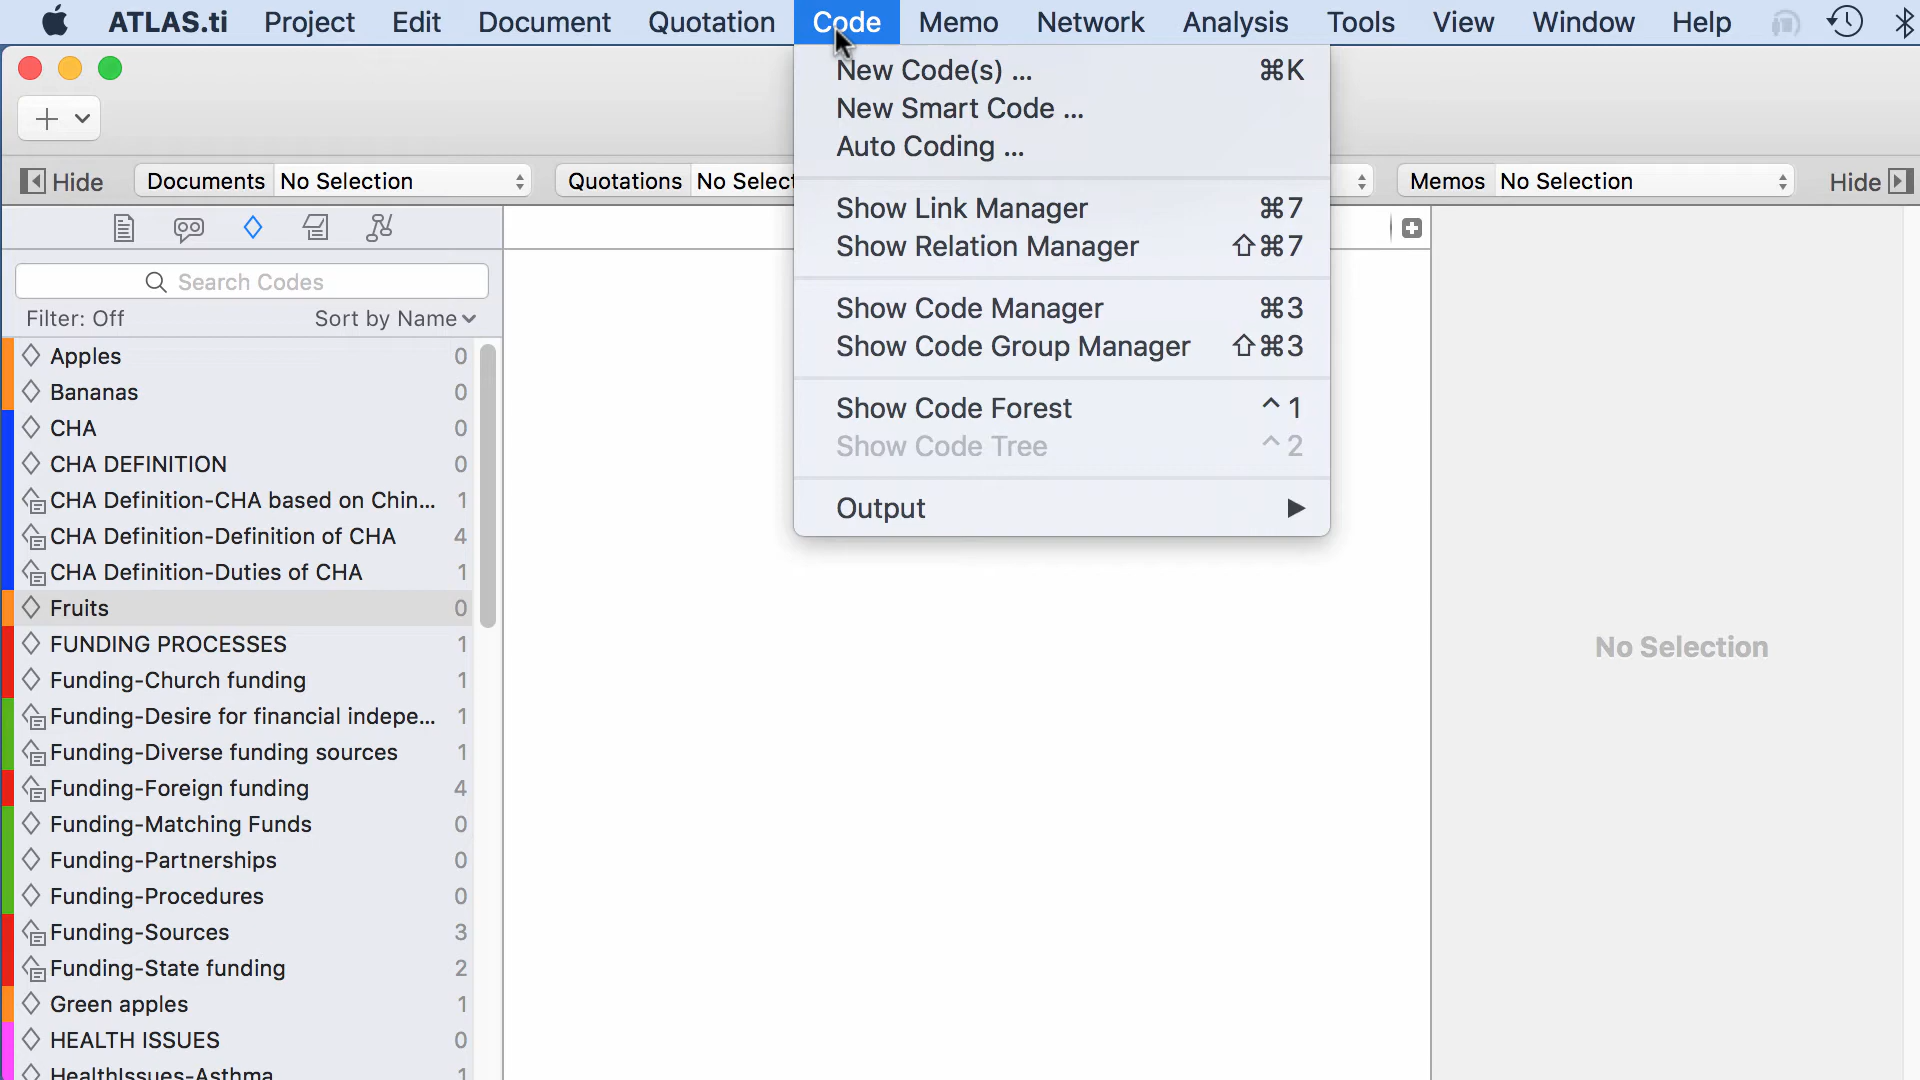 ATLAS.ti Project Edit Document Quotation Code Memo Network Analysis Tools View Window Help
New Code(s) ... ⌘K
New Smart Code ...
Auto Coding ...
Show Link Manager ⌘7
Show Relation Manager ⇧⌘7
Show Code Manager ⌘3
Show Code Group Manager ⇧⌘3
Show Code Forest ^ 1
Show Code Tree ^ 2
Output
Hide Documents No Selection Quotations No Select Memos No Selection Hide
Search Codes
Filter: Off Sort by Name
Apples 0
Bananas 0
CHA 0
CHA DEFINITION 0
CHA Definition-CHA based on Chin... 1
CHA Definition-Definition of CHA 4
CHA Definition-Duties of CHA 1
Fruits 0
FUNDING PROCESSES 1
Funding-Church funding 1
Funding-Desire for financial indepe... 1
Funding-Diverse funding sources 1
Funding-Foreign funding 4
Funding-Matching Funds 0
Funding-Partnerships 0
Funding-Procedures 0
Funding-Sources 3
Funding-State funding 2
Green apples 1
HEALTH ISSUES 0
HealthIssues-Asthma 1
No Selection